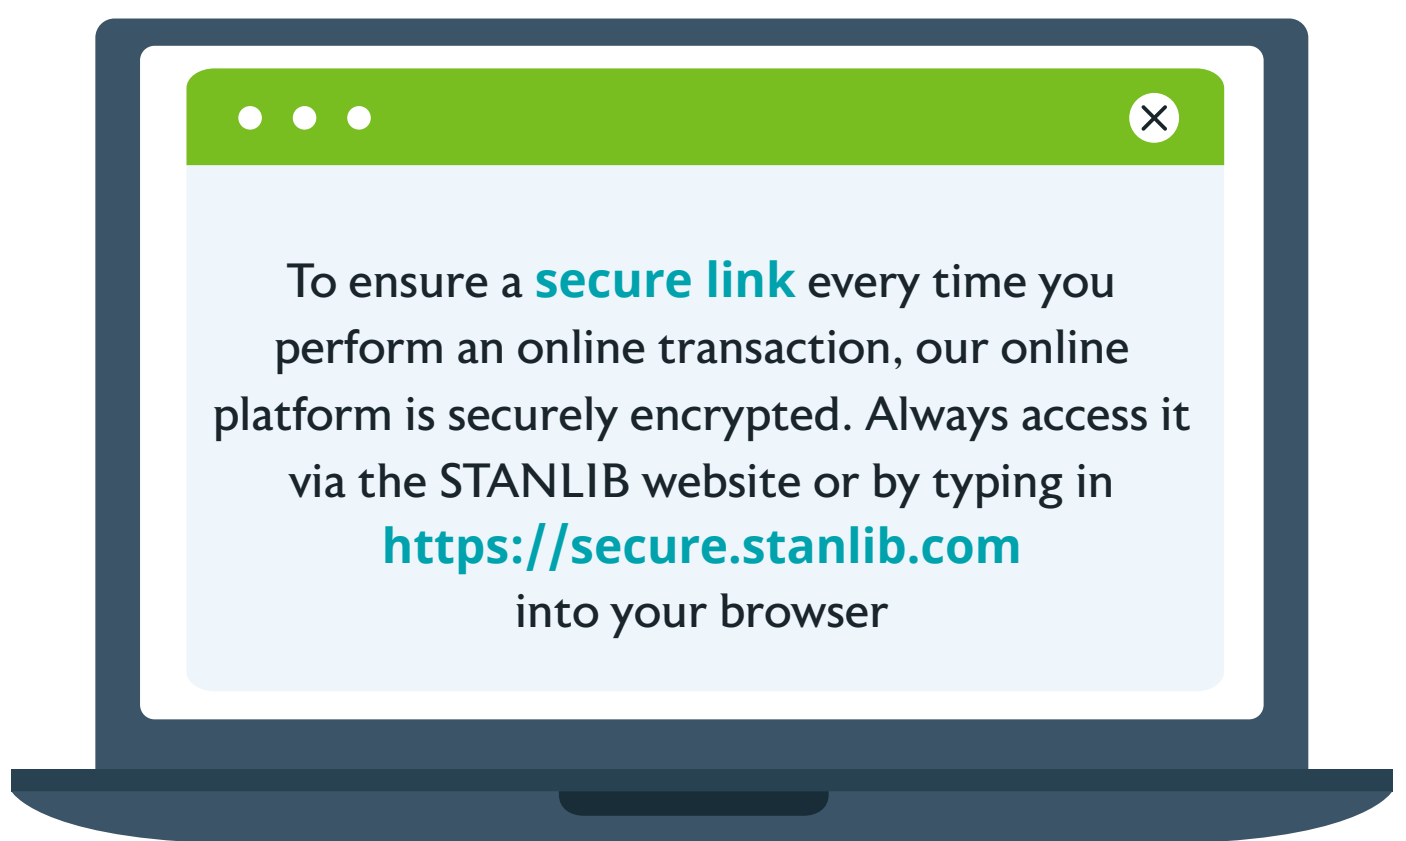 To ensure a secure link every time you
perform an online transaction, our online
platform is securely encrypted. Always access it
via the STANLIB website or by typing in
https://secure.stanlib.com
into your browser